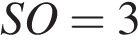 SO = 3